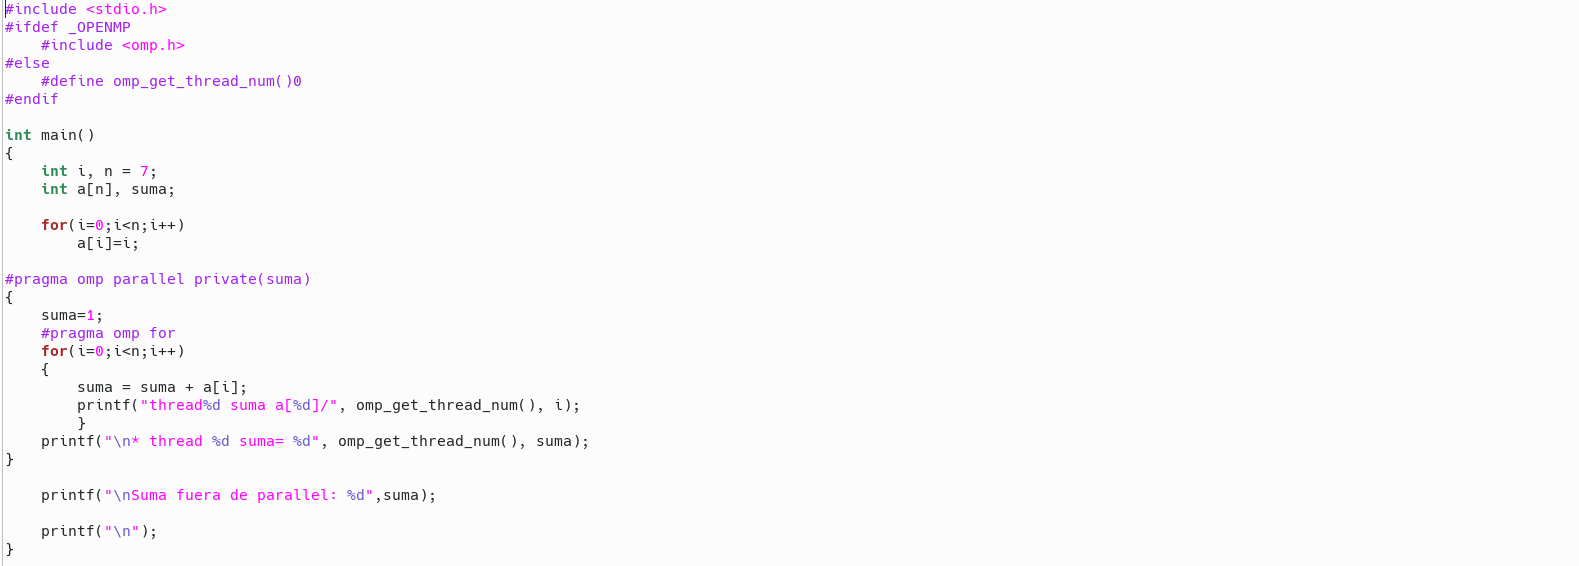 #include <stdio.h>
#ifdef _OPENMP
    #include <omp.h>
#else
    #define omp_get_thread_num()0
#endif

int main()
{
    int i, n = 7;
    int a[n], suma;

    for(i=0;i<n;i++)
        a[i]=i;

#pragma omp parallel private(suma)
{
    suma=1;
    #pragma omp for
    for(i=0;i<n;i++)
    {
        suma = suma + a[i];
        printf("thread%d suma a[%d]/", omp_get_thread_num(), i);
        }
    printf("\n* thread %d suma= %d", omp_get_thread_num(), suma);
}

    printf("\nSuma fuera de parallel: %d",suma);

    printf("\n");
}